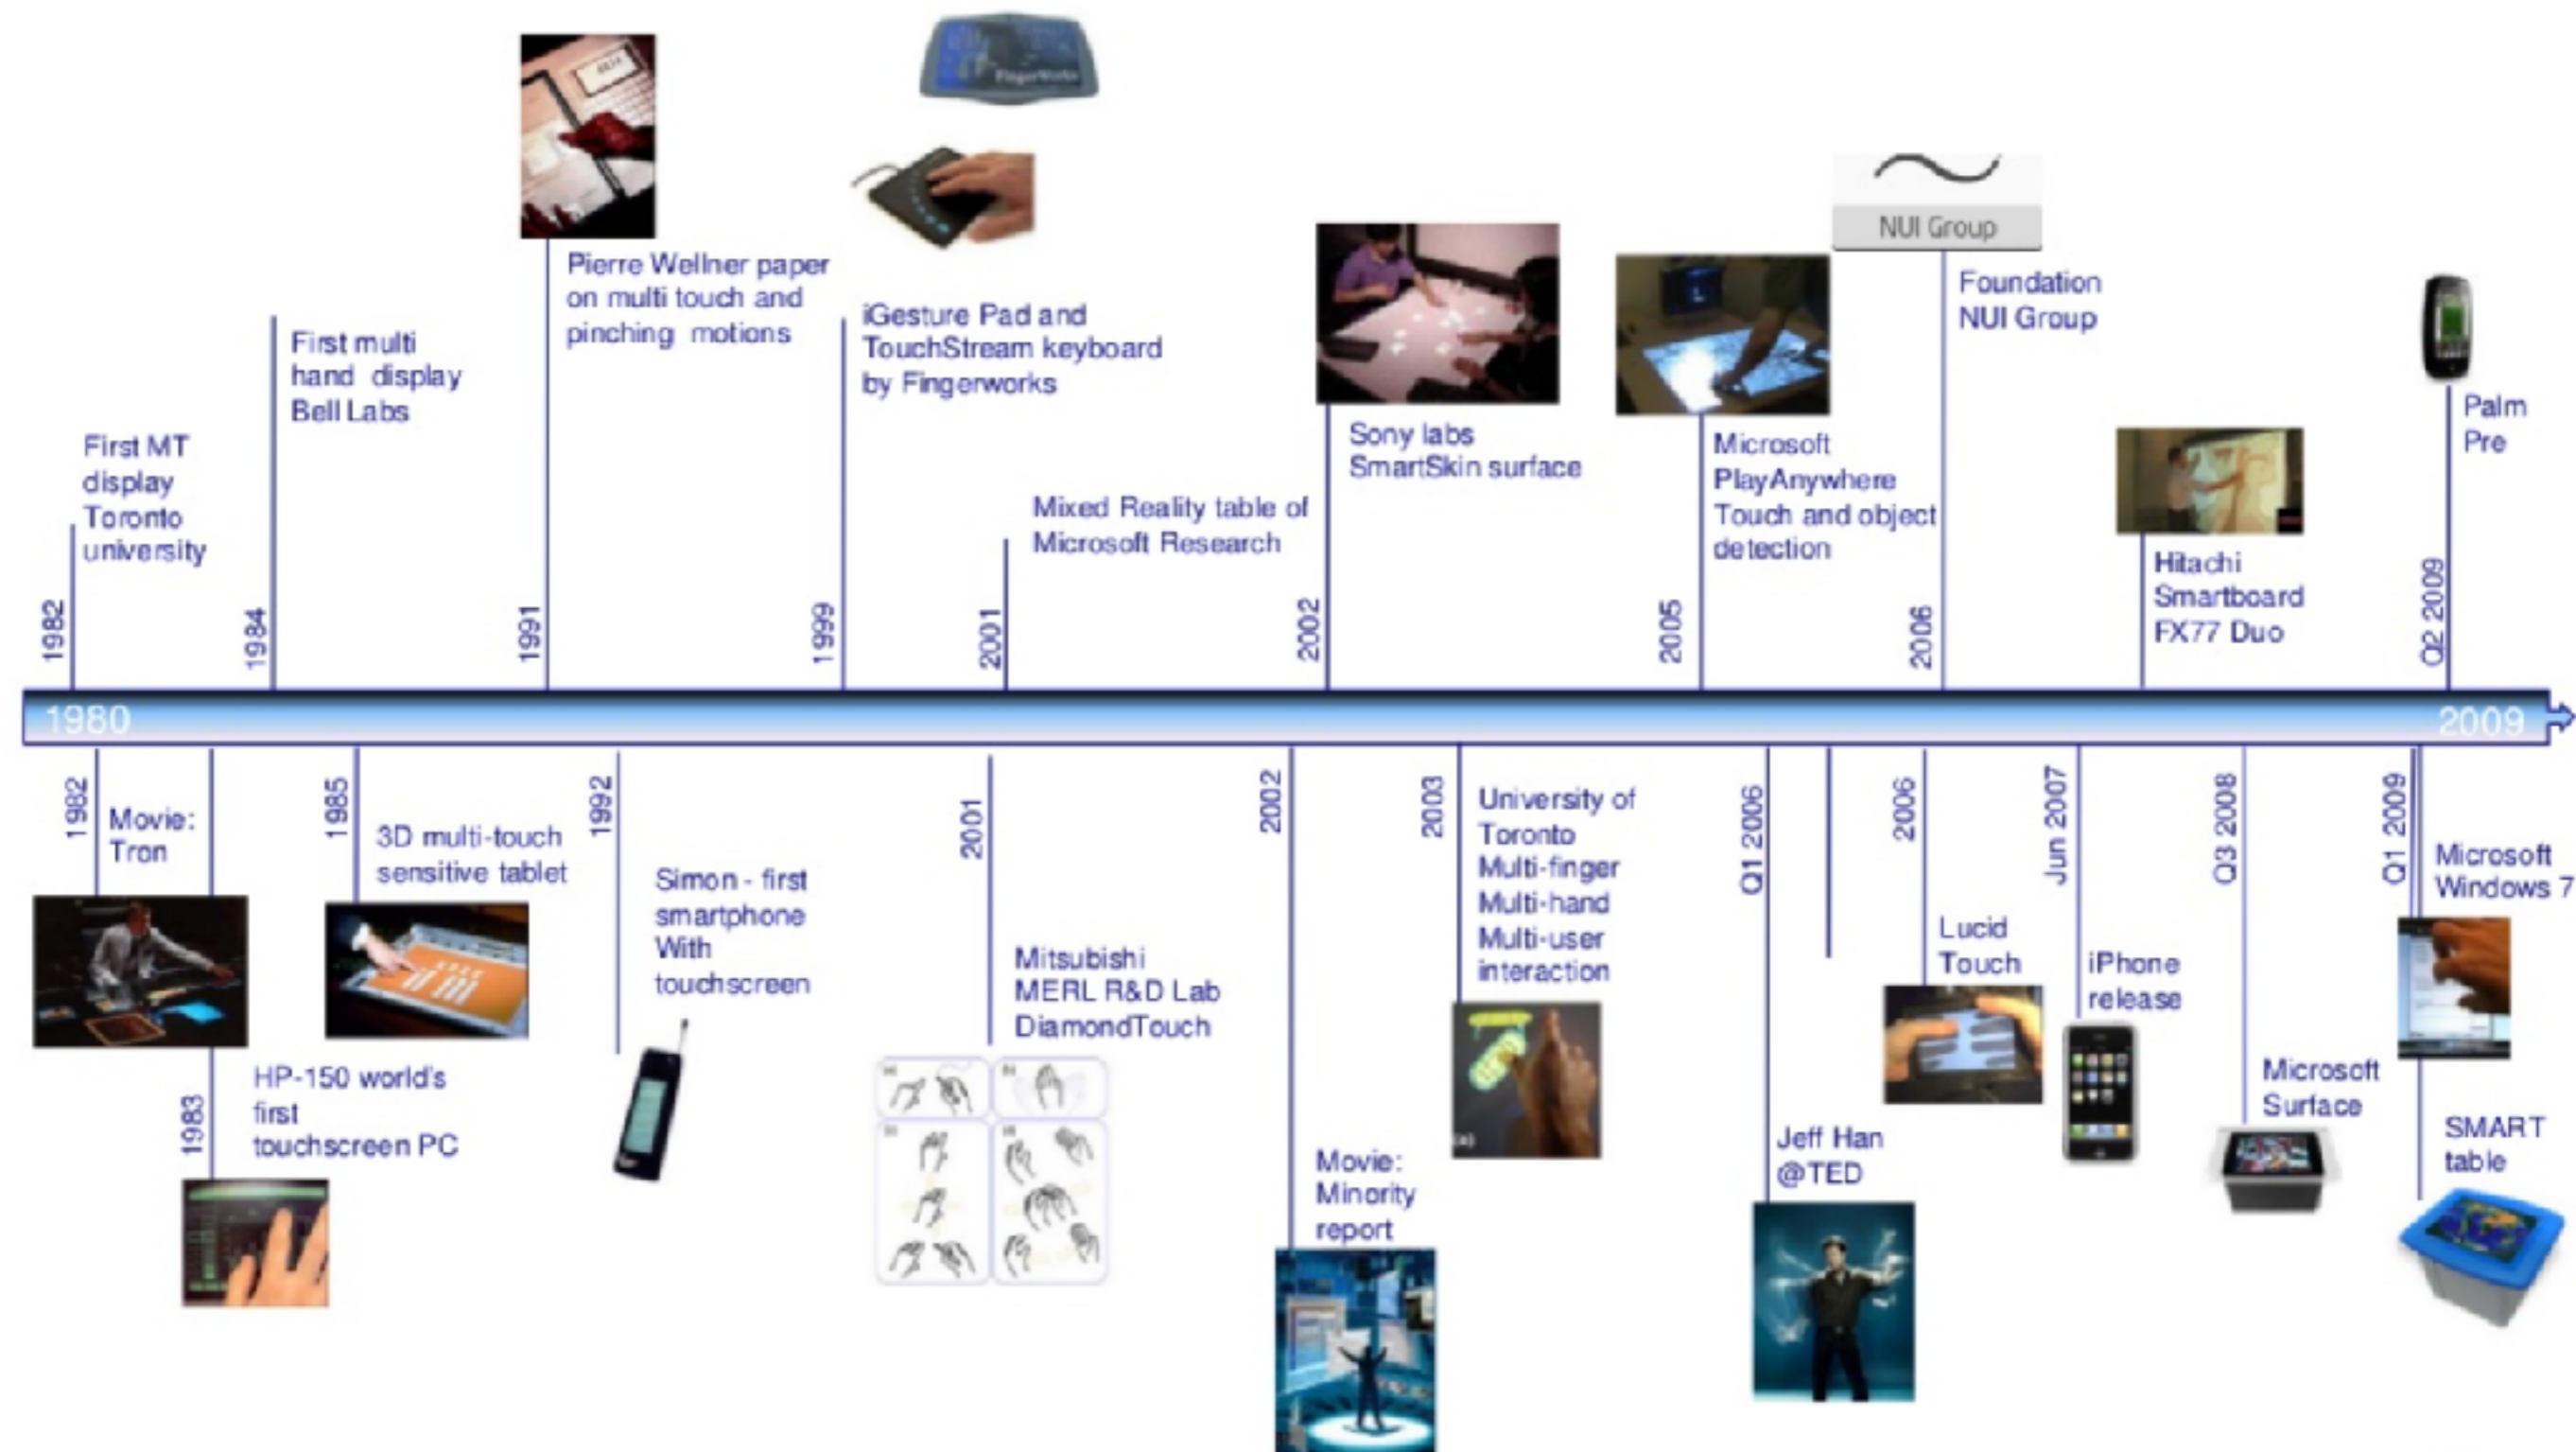 FingerWorks
NUI Group
Pierre Wellner paper
on multi touch and
pinching motions
iGesture Pad and
TouchStream keyboard
by Fingerworks
Foundation
NUI Group
First multi
hand display
Bell Labs
First MT
display
Toronto
university
Sony labs
SmartSkin surface
Mixed Reality table of
Microsoft Research
Microsoft
PlayAnywhere
Touch and object
detection
Palm
Pre
Hitachi
Smartboard
FX77 Duo
1982
1984
1991
1999
2001
2002
2005
2006
Q2 2009
1980
2009
1982
Movie:
Tron
1983
HP-150 world's
first
touchscreen PC
1985
3D multi-touch
sensitive tablet
1992
Simon - first
smartphone
With
touchscreen
2001
Mitsubishi
MERL R&D Lab
DiamondTouch
2002
Movie:
Minority
report
2003
University of
Toronto
Multi-finger
Multi-hand
Multi-user
interaction
Q1 2006
Jeff Han
@TED
2006
Lucid
Touch
Jun 2007
iPhone
release
Q3 2008
Microsoft
Surface
Q1 2009
Microsoft
Windows 7
SMART
table